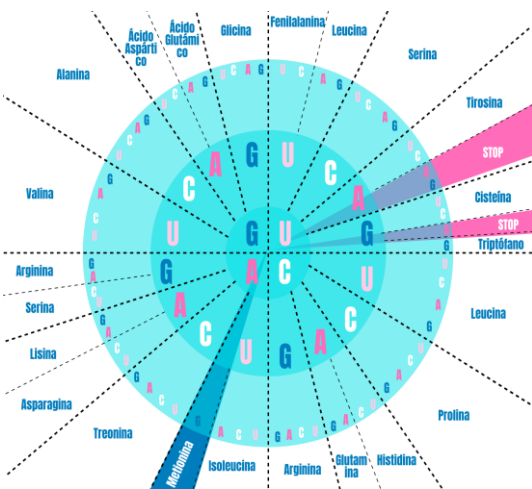 Fenilalanina
Leucina
Serina
Tirosina
STOP
Cisteína
STOP
Triptófano
Leucina
Prolina
Histidina
Glutam
ina
Arginina
Isoleucina
Metionina
Treonina
Asparagina
Lisina
Serina
Arginina
Valina
Alanina
Ácido
Asparti
co
Ácido
Glutámi
co
Glicina
U C A G U C A G U C A G U C A G
U C A G U C A G U C A G U C A G
U C A G U C A G U C A G U C A G
U C A G U C A G U C A G U C A G
U C A G
U C A G
U C A G
U C A G
G U
A C